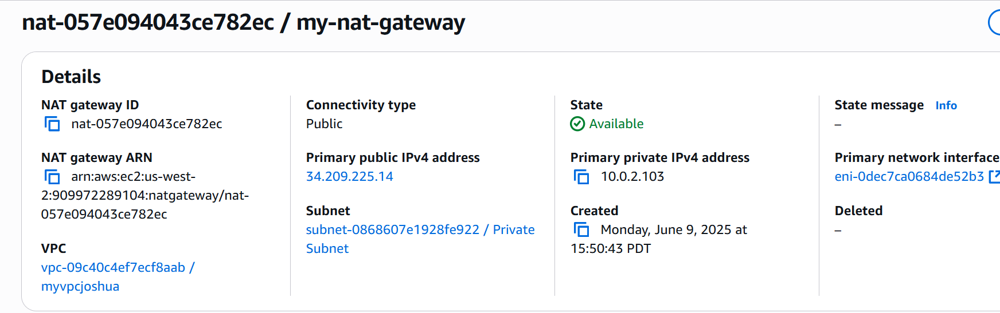 nat-057e094043ce782ec / my-nat-gateway
Details
NAT gateway ID
nat-057e094043ce782ec
NAT gateway ARN
arn:aws:ec2:us-west-
2:909972289104:natgateway/nat-
057e094043ce782ec
VPC
vpc-09c40c4ef7ecf8aab /
myvpcjoshua
Connectivity type
Public
Primary public IPv4 address
34.209.225.14
Subnet
subnet-0868607e1928fe922 / Private
Subnet
State
Available
Primary private IPv4 address
10.0.2.103
Created
Monday, June 9, 2025 at
15:50:43 PDT
State message Info
–
Primary network interface
eni-0dec7ca0684de52b3
Deleted
–